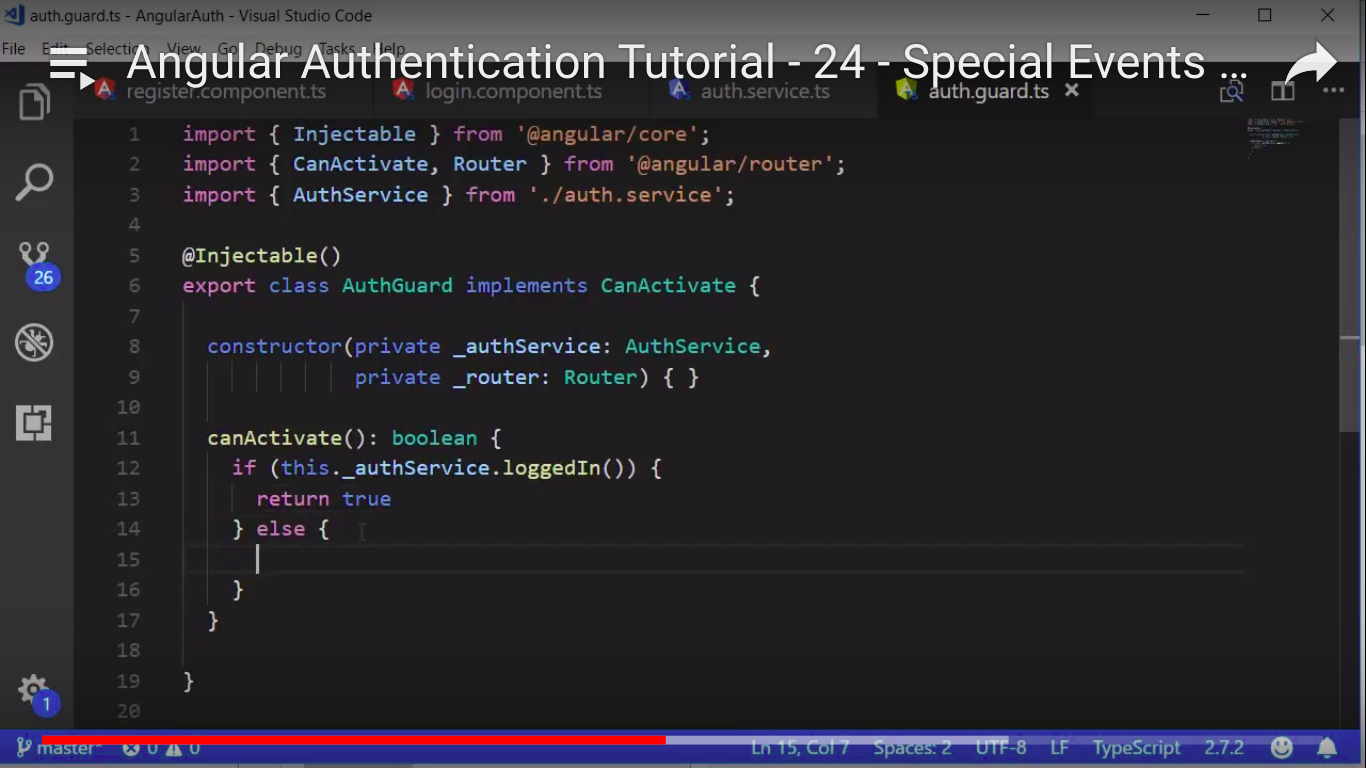 auth.guard.ts - AngularAuth - Visual Studio Code
File Edit Selection View Go Debug Tasks Help
Angular Authentication Tutorial - 24 - Special Events ...
register.component.ts login.component.ts auth.service.ts auth.guard.ts
1 import { Injectable } from '@angular/core';
2 import { CanActivate, Router } from '@angular/router';
3 import { AuthService } from './auth.service';
4
5 @Injectable()
6 export class AuthGuard implements CanActivate {
7
8 constructor(private _authService: AuthService,
9 private _router: Router) { }
10
11 canActivate(): boolean {
12 if (this._authService.loggedIn()) {
13 return true
14 } else {
15
16 }
17 }
18
19 }
20
26
1
master* 0 0 Ln 15, Col 7 Spaces: 2 UTF-8 LF TypeScript 2.7.2